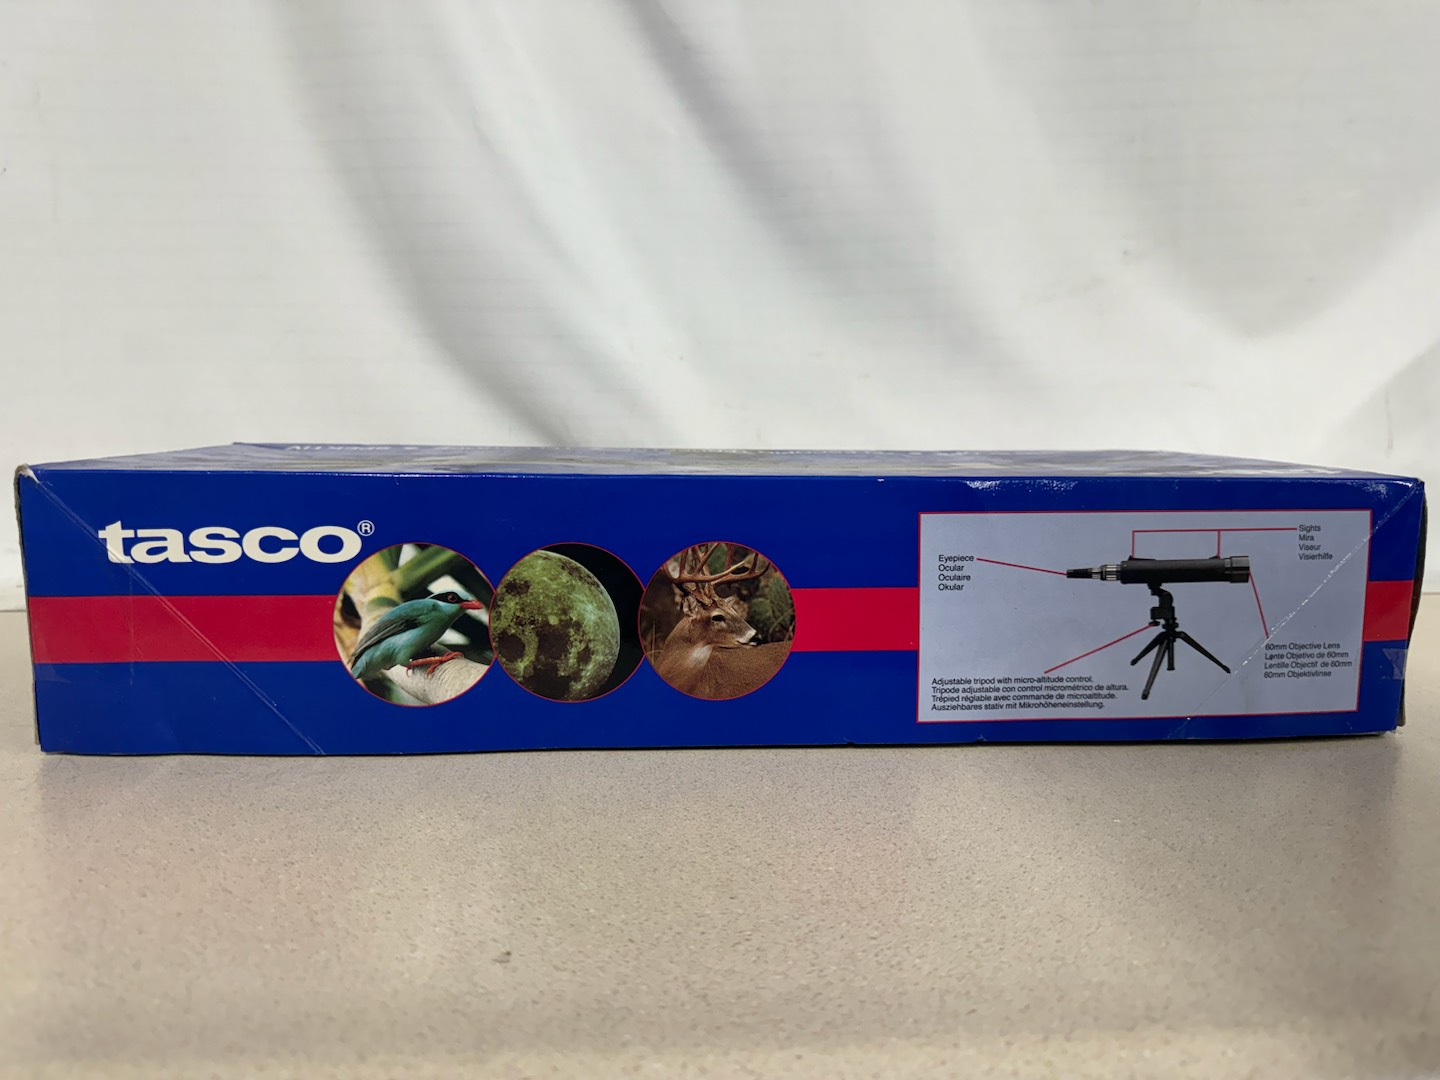 tasco®
Eyepiece
Ocular
Oculaire
Okular
Sights
Mira
Viseur
Visierhilfe
60mm Objective Lens
Lente Objetivo de 60mm
Lentille Objectif de 60mm
60mm Objektivlinse
Adjustable tripod with micro-altitude control.
Tripode adjustable con control micrométrico de altura.
Trépied réglable avec commande de microaltitude.
Ausziehbares stativ mit Mikrohöheneinstellung.